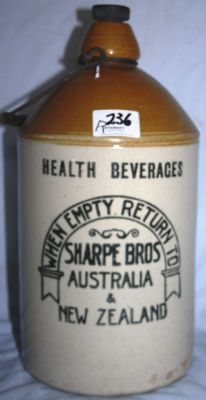 236
HEALTH BEVERAGES
WHEN EMPTY RETURN TO
SHARPE BROS
AUSTRALIA
&
NEW ZEALAND